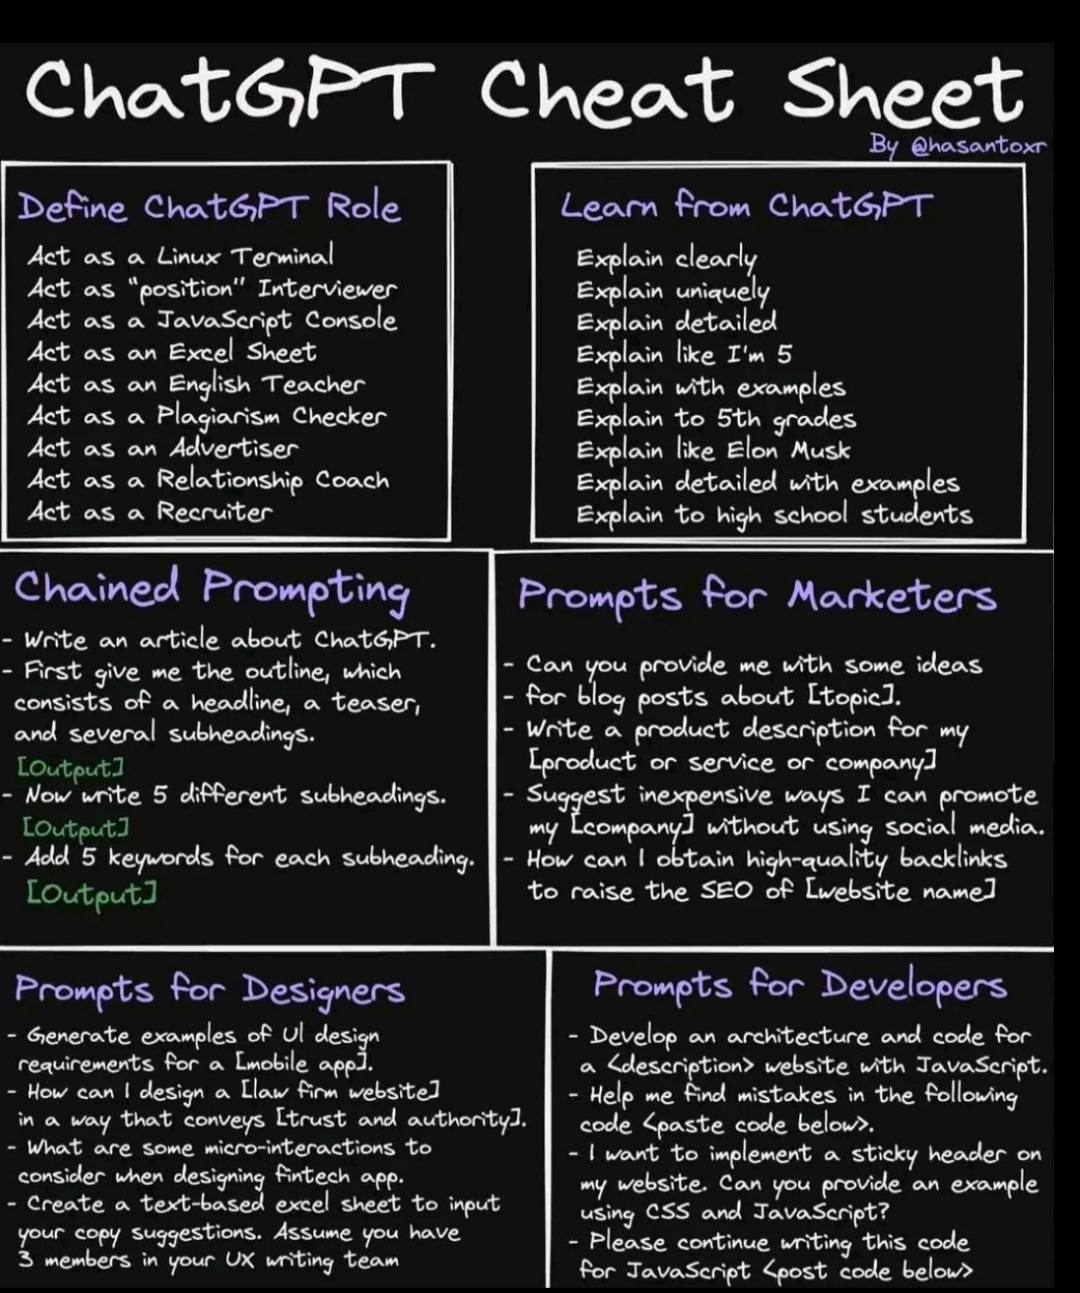 ChatGPT Cheat Sheet
By @hasantoxr
Define ChatGPT Role
Act as a Linux Terminal
Act as "position" Interviewer
Act as a JavaScript Console
Act as an Excel Sheet
Act as an English Teacher
Act as a Plagiarism Checker
Act as an Advertiser
Act as a Relationship Coach
Act as a Recruiter
Learn from ChatGPT
Explain clearly
Explain uniquely
Explain detailed
Explain like I'm 5
Explain with examples
Explain to 5th grades
Explain like Elon Musk
Explain detailed with examples
Explain to high school students
Chained Prompting
- Write an article about ChatGPT.
- First give me the outline, which
consists of a headline, a teaser,
and several subheadings.
[Output]
- Now write 5 different subheadings.
[Output]
- Add 5 keywords for each subheading.
[Output]
Prompts for Marketers
- Can you provide me with some ideas
- for blog posts about [topic].
- Write a product description for my
[product or service or company]
- Suggest inexpensive ways I can promote
my [company] without using social media.
- How can I obtain high-quality backlinks
to raise the SEO of [website name]
Prompts for Designers
- Generate examples of UI design
requirements for a [mobile app].
- How can I design a [law firm website]
in a way that conveys [trust and authority].
- What are some micro-interactions to
consider when designing fintech app.
- Create a text-based excel sheet to input
your copy suggestions. Assume you have
3 members in your UX writing team
Prompts for Developers
- Develop an architecture and code for
a <description> website with JavaScript.
- Help me find mistakes in the following
code <paste code below>.
- I want to implement a sticky header on
my website. Can you provide an example
using CSS and JavaScript?
- Please continue writing this code
for JavaScript <post code below>